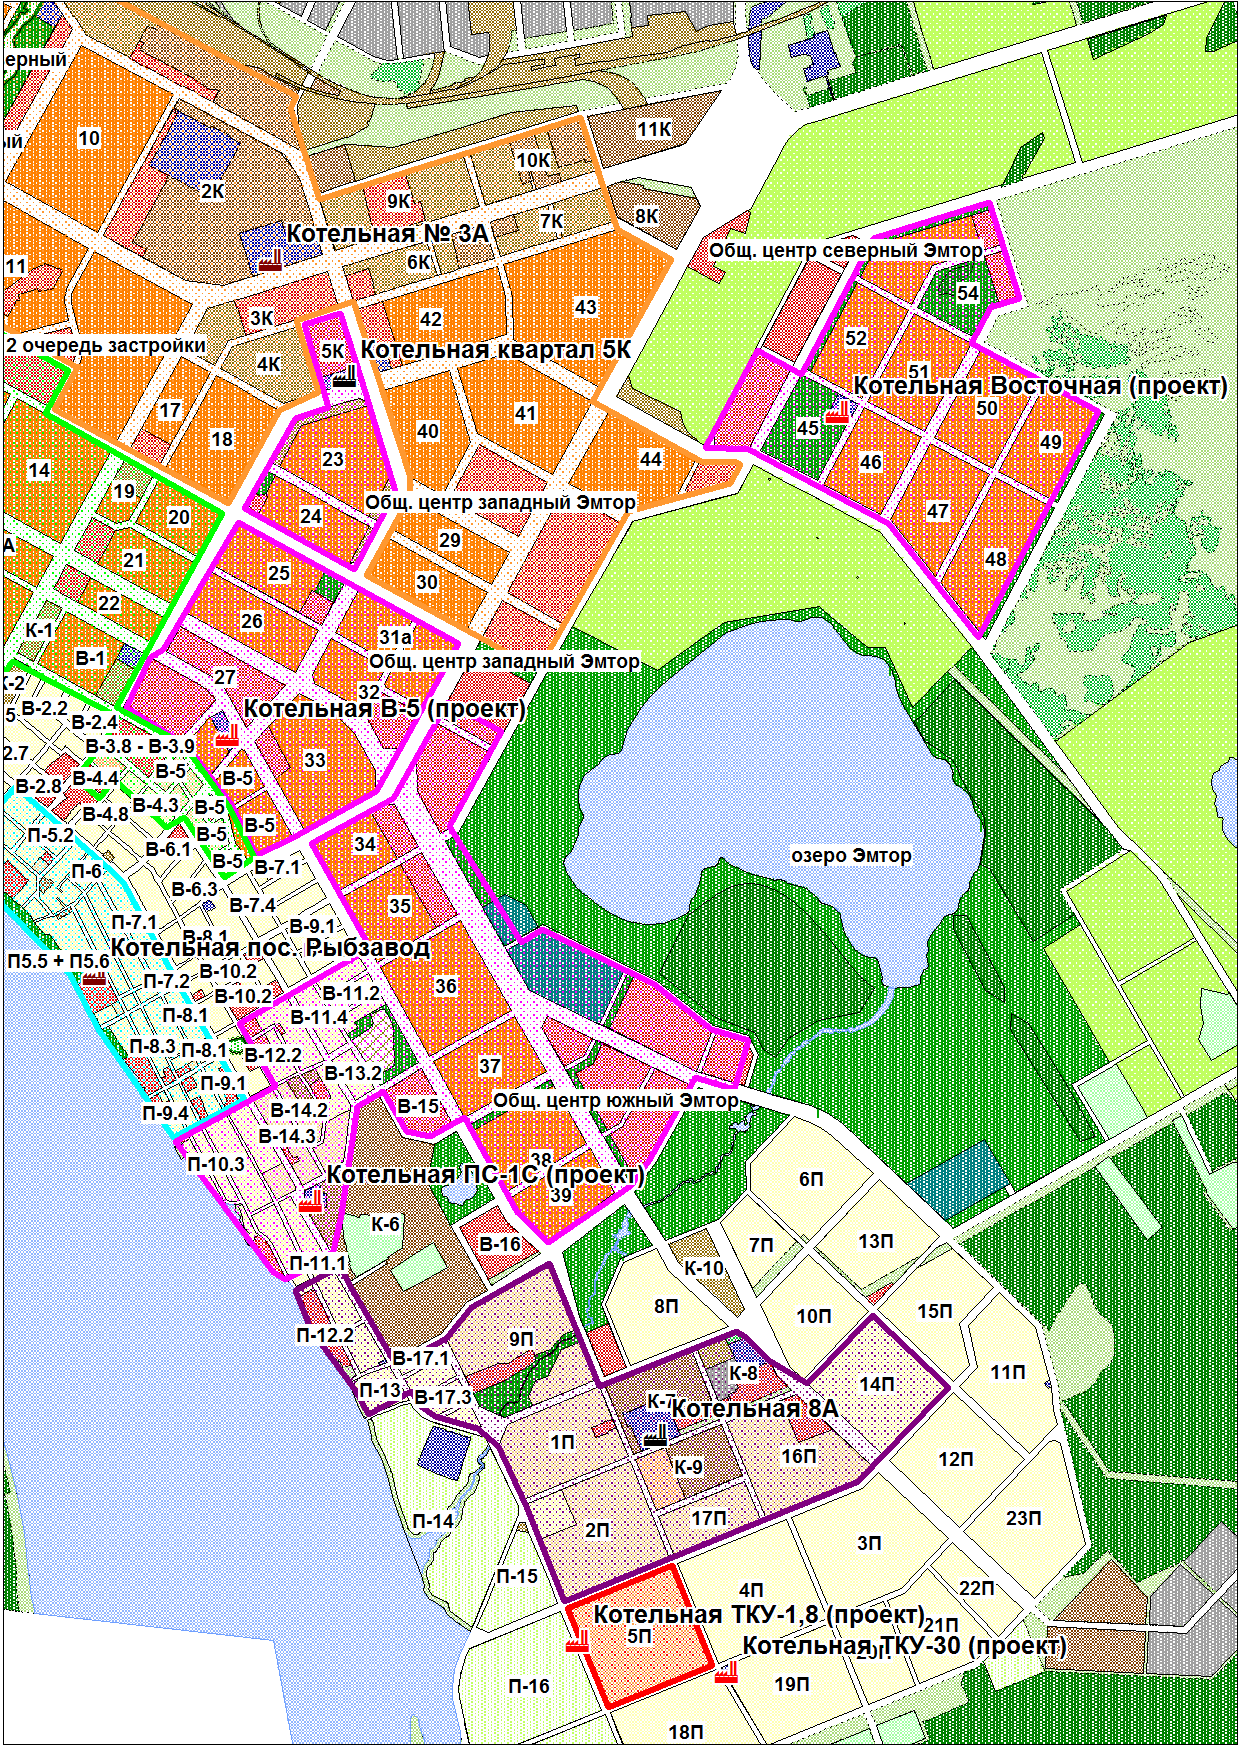 ерный
10
11К
ый
10К
2К
9К
7К
8К
Котельная № 3А
Общ. центр северный Эмтор
6К
11
54
43
3К
42
52
2 очередь застройки
5К
Котельная квартал 5К
4К
51
Котельная Восточная (проект)
17
41
50
45
18
40
49
23
44
46
14
19
Общ. центр западный Эмтор
47
20
24
29
А
21
48
25
30
22
26
К-1
31а
В-1
Общ. центр западный Эмтор
27
К-2
32
В-2.2
Котельная В-5 (проект)
5
В-2.4
В-3.8 - В-3.9
2.7
33
В-5
В-4.4
В-5
В-2.8
В-4.3
В-5
В-4.8
В-5
П-5.2
В-5
34
В-6.1
озеро Эмтор
В-5
В-7.1
П-6
В-6.3
В-7.4
35
П-7.1
В-9.1
В-8.1
Котельная пос. Рыбзавод
П5.5 + П5.6
В-10.2
П-7.2
36
В-11.2
В-10.2
П-8.1
В-11.4
П-8.3
П-8.1
В-12.2
37
В-13.2
П-9.1
Общ. центр южный Эмтор
В-15
П-9.4
В-14.2
В-14.3
38
П-10.3
Котельная ПС-1С (проект)
6П
39
К-6
13П
В-16
7П
П-11.1
К-10
8П
15П
10П
П-12.2
9П
В-17.1
К-8
11П
14П
П-13
В-17.3
К-7
Котельная 8А
1П
16П
12П
К-9
17П
23П
П-14
2П
3П
П-15
22П
4П
Котельная ТКУ-1,8 (проект)
21П
5П
Котельная ТКУ-30 (проект)
20П
19П
П-16
18П